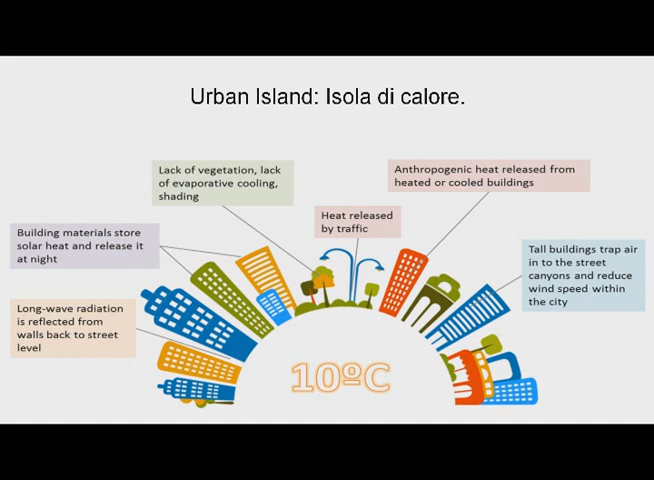 Urban Island: Isola di calore.
Lack of vegetation, lack
of evaporative cooling,
shading
Anthropogenic heat released from
heated or cooled buildings
Heat released
by traffic
Building materials store
solar heat and release it
at night
Tall buildings trap air
in to the street
canyons and reduce
wind speed within
the city
Long-wave radiation
is reflected from
walls back to street
level
10ºC